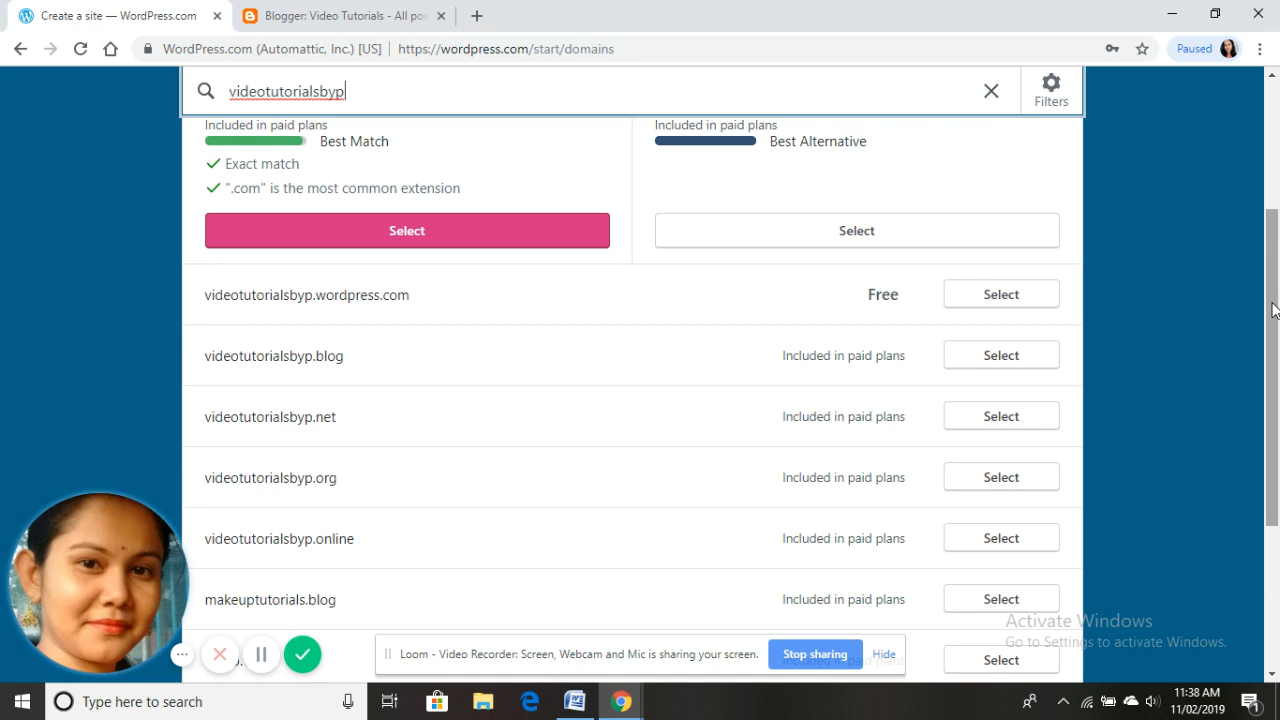 Create a site — WordPress.com
Blogger: Video Tutorials - All pos
WordPress.com (Automattic, Inc.) [US] | https://wordpress.com/start/domains
Paused
videotutorialsbyp
Filters
Included in paid plans
Best Match
Exact match
".com" is the most common extension
Select
Included in paid plans
Best Alternative
Select
videotutorialsbyp.wordpress.com Free Select
videotutorialsbyp.blog Included in paid plans Select
videotutorialsbyp.net Included in paid plans Select
videotutorialsbyp.org Included in paid plans Select
videotutorialsbyp.online Included in paid plans Select
makeuptutorials.blog Included in paid plans Select
Activate Windows
Go to Settings to activate Windows.
Loom - Video Recorder: Screen, Webcam and Mic is sharing your screen. Stop sharing Hide
Included in paid plans Select
Type here to search
11:38 AM
11/02/2019
1